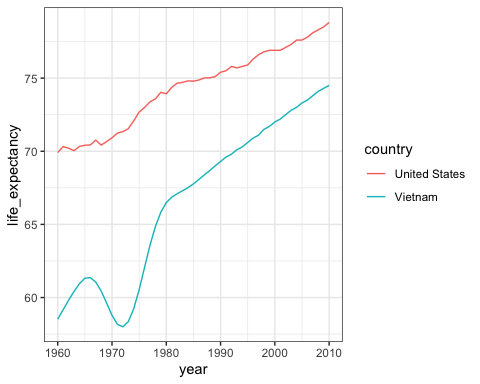 75
70
65
60
life_expectancy
1960 1970 1980 1990 2000 2010
year
country
United States
Vietnam